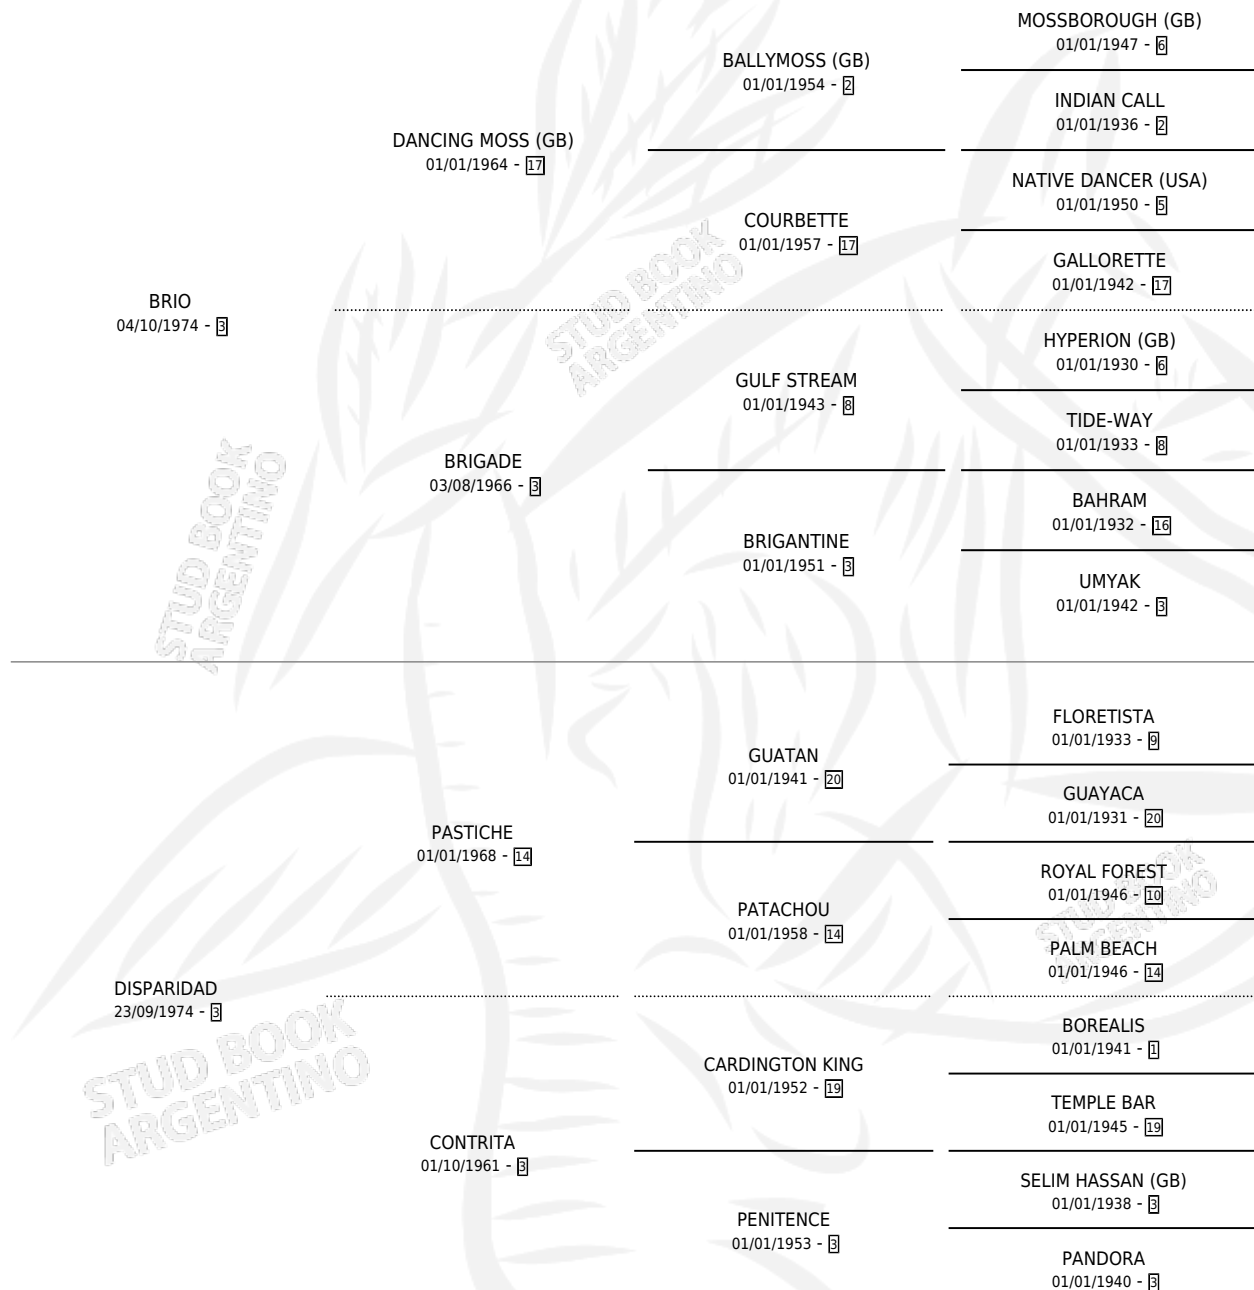 MOSSBOROUGH (GB)
01/01/1947 - 6
BALLYMOSS (GB)
01/01/1954 - 2
INDIAN CALL
01/01/1936 - 2
DANCING MOSS (GB)
01/01/1964 - 17
NATIVE DANCER (USA)
01/01/1950 - 5
COURBETTE
01/01/1957 - 17
GALLORETTE
01/01/1942 - 17
BRIO
04/10/1974 - 3
HYPERION (GB)
01/01/1930 - 6
GULF STREAM
01/01/1943 - 8
TIDE-WAY
01/01/1933 - 8
BRIGADE
03/08/1966 - 3
BAHRAM
01/01/1932 - 16
BRIGANTINE
01/01/1951 - 3
UMYAK
01/01/1942 - 3
FLORETISTA
01/01/1933 - 9
GUATAN
01/01/1941 - 20
GUAYACA
01/01/1931 - 20
PASTICHE
01/01/1968 - 14
ROYAL FOREST
01/01/1946 - 10
PATACHOU
01/01/1958 - 14
PALM BEACH
01/01/1946 - 14
DISPARIDAD
23/09/1974 - 3
BOREALIS
01/01/1941 - 1
CARDINGTON KING
01/01/1952 - 19
TEMPLE BAR
01/01/1945 - 19
CONTRITA
01/10/1961 - 3
SELIM HASSAN (GB)
01/01/1938 - 3
PENITENCE
01/01/1953 - 3
PANDORA
01/01/1940 - 3
STUD BOOK
ARGENTINO
STUD BOOK
ARGENTINO
STUD BOOK
ARGENTINO
STUD BOOK
ARGENTINO